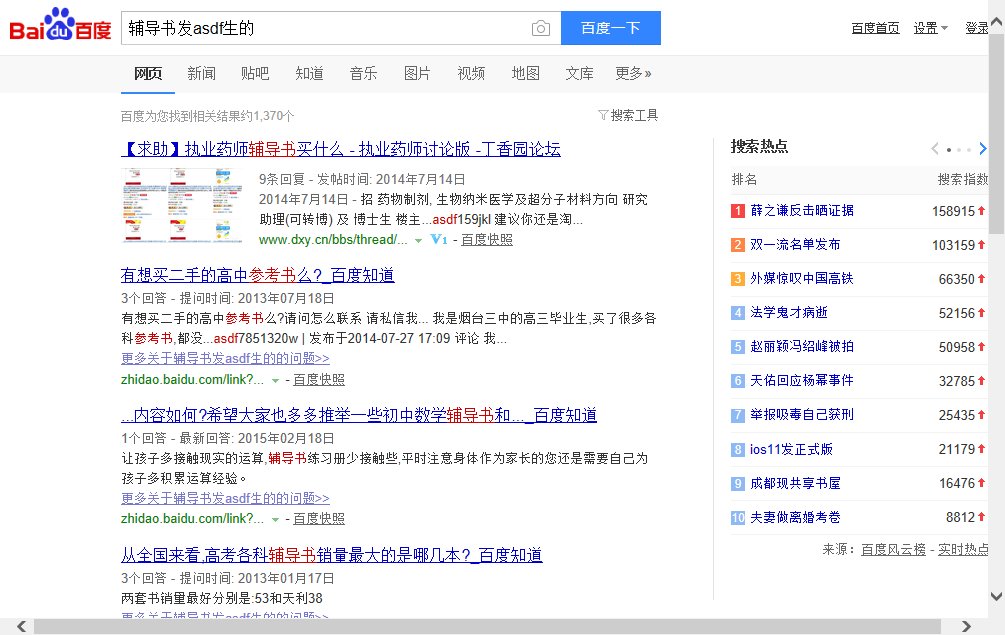 Bai du 百度
辅导书发asdf生的
百度一下
百度首页 设置 登录
网页 新闻 贴吧 知道 音乐 图片 视频 地图 文库 更多»
百度为您找到相关结果约1,370个
搜索工具
【求助】执业药师辅导书买什么 - 执业药师讨论版 -丁香园论坛
9条回复 - 发帖时间: 2014年7月14日
2014年7月14日 - 招 药物制剂, 生物纳米医学及超分子材料方向 研究
助理(可转博) 及 博士生 楼主...asdf159jkl 建议你还是淘...
www.dxy.cn/bbs/thread/... V1 - 百度快照
有想买二手的高中参考书么?_百度知道
3个回答 - 提问时间: 2013年07月18日
有想买二手的高中参考书么?请问怎么联系 请私信我... 我是烟台三中的高三毕业生,买了很多各
科参考书,都没...asdf7851320w | 发布于2014-07-27 17:09 评论 我...
更多关于辅导书发asdf生的的问题>>
zhidao.baidu.com/link?... - 百度快照
...内容如何?希望大家也多多推举一些初中数学辅导书和..._百度知道
1个回答 - 最新回答: 2015年02月18日
让孩子多接触现实的运算,辅导书练习册少接触些,平时注意身体作为家长的您还是需要自己为
孩子多积累运算经验。
更多关于辅导书发asdf生的的问题>>
zhidao.baidu.com/link?... - 百度快照
从全国来看,高考各科辅导书销量最大的是哪几本?_百度知道
3个回答 - 提问时间: 2013年01月17日
两套书销量最好分别是:53和天利38
更多关于辅导书发asdf生的的问题>>
搜索热点
排名 搜索指数
1 薛之谦反击晒证据 158915
2 双一流名单发布 103159
3 外媒惊叹中国高铁 66350
4 法学鬼才病逝 52156
5 赵丽颖冯绍峰被拍 50958
6 天佑回应杨幂事件 32785
7 举报吸毒自己获刑 25435
8 ios11发正式版 21179
9 成都现共享书屋 16476
10 夫妻做离婚考卷 8812
来源：百度风云榜 - 实时热点